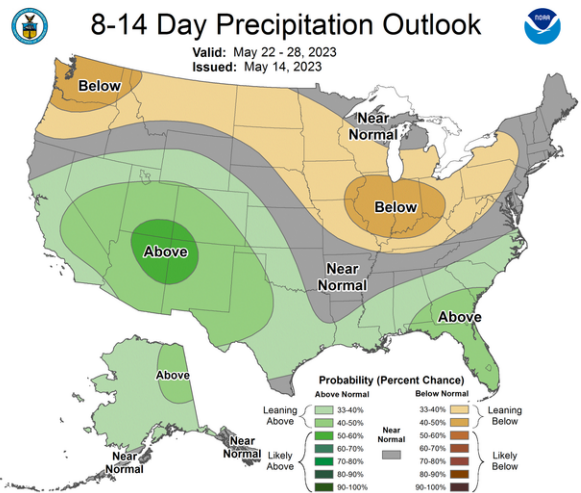 8-14 Day Precipitation Outlook
Valid: May 22 - 28, 2023
Issued: May 14, 2023
NOAA
Below
Near
Normal
Below
Above
Near
Normal
Above
Above
Near
Normal
Near
Normal
Probability (Percent Chance)
Above Normal
Below Normal
Leaning
Above
33-40%
40-50%
Likely
Above
50-60%
60-70%
70-80%
80-90%
90-100%
Near
Normal
33-40%
40-50%
Leaning
Below
50-60%
60-70%
70-80%
80-90%
90-100%
Likely
Below